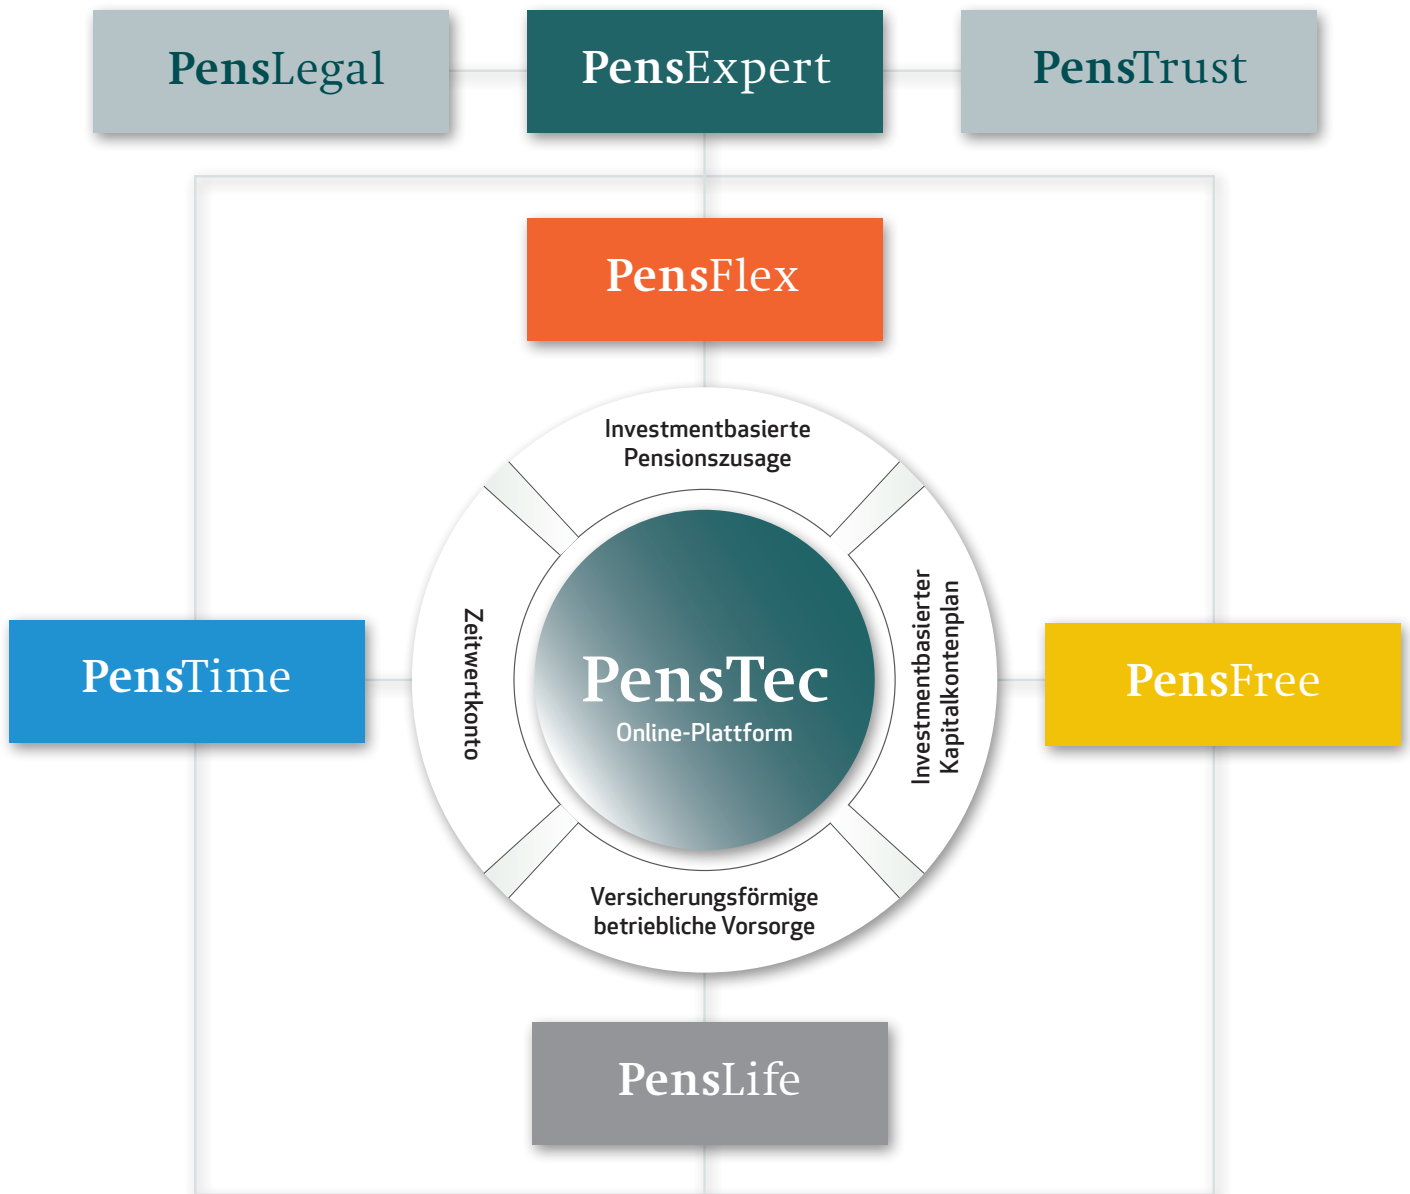 PensLegal
PensExpert
PensTrust
PensFlex
Investmentbasierte
Pensionszusage
Zeitwertkonto
Investmentbasierter
Kapitalkontenplan
PensTime
PensTec
Online-Plattform
PensFree
Versicherungsförmige
betriebliche Vorsorge
PensLife